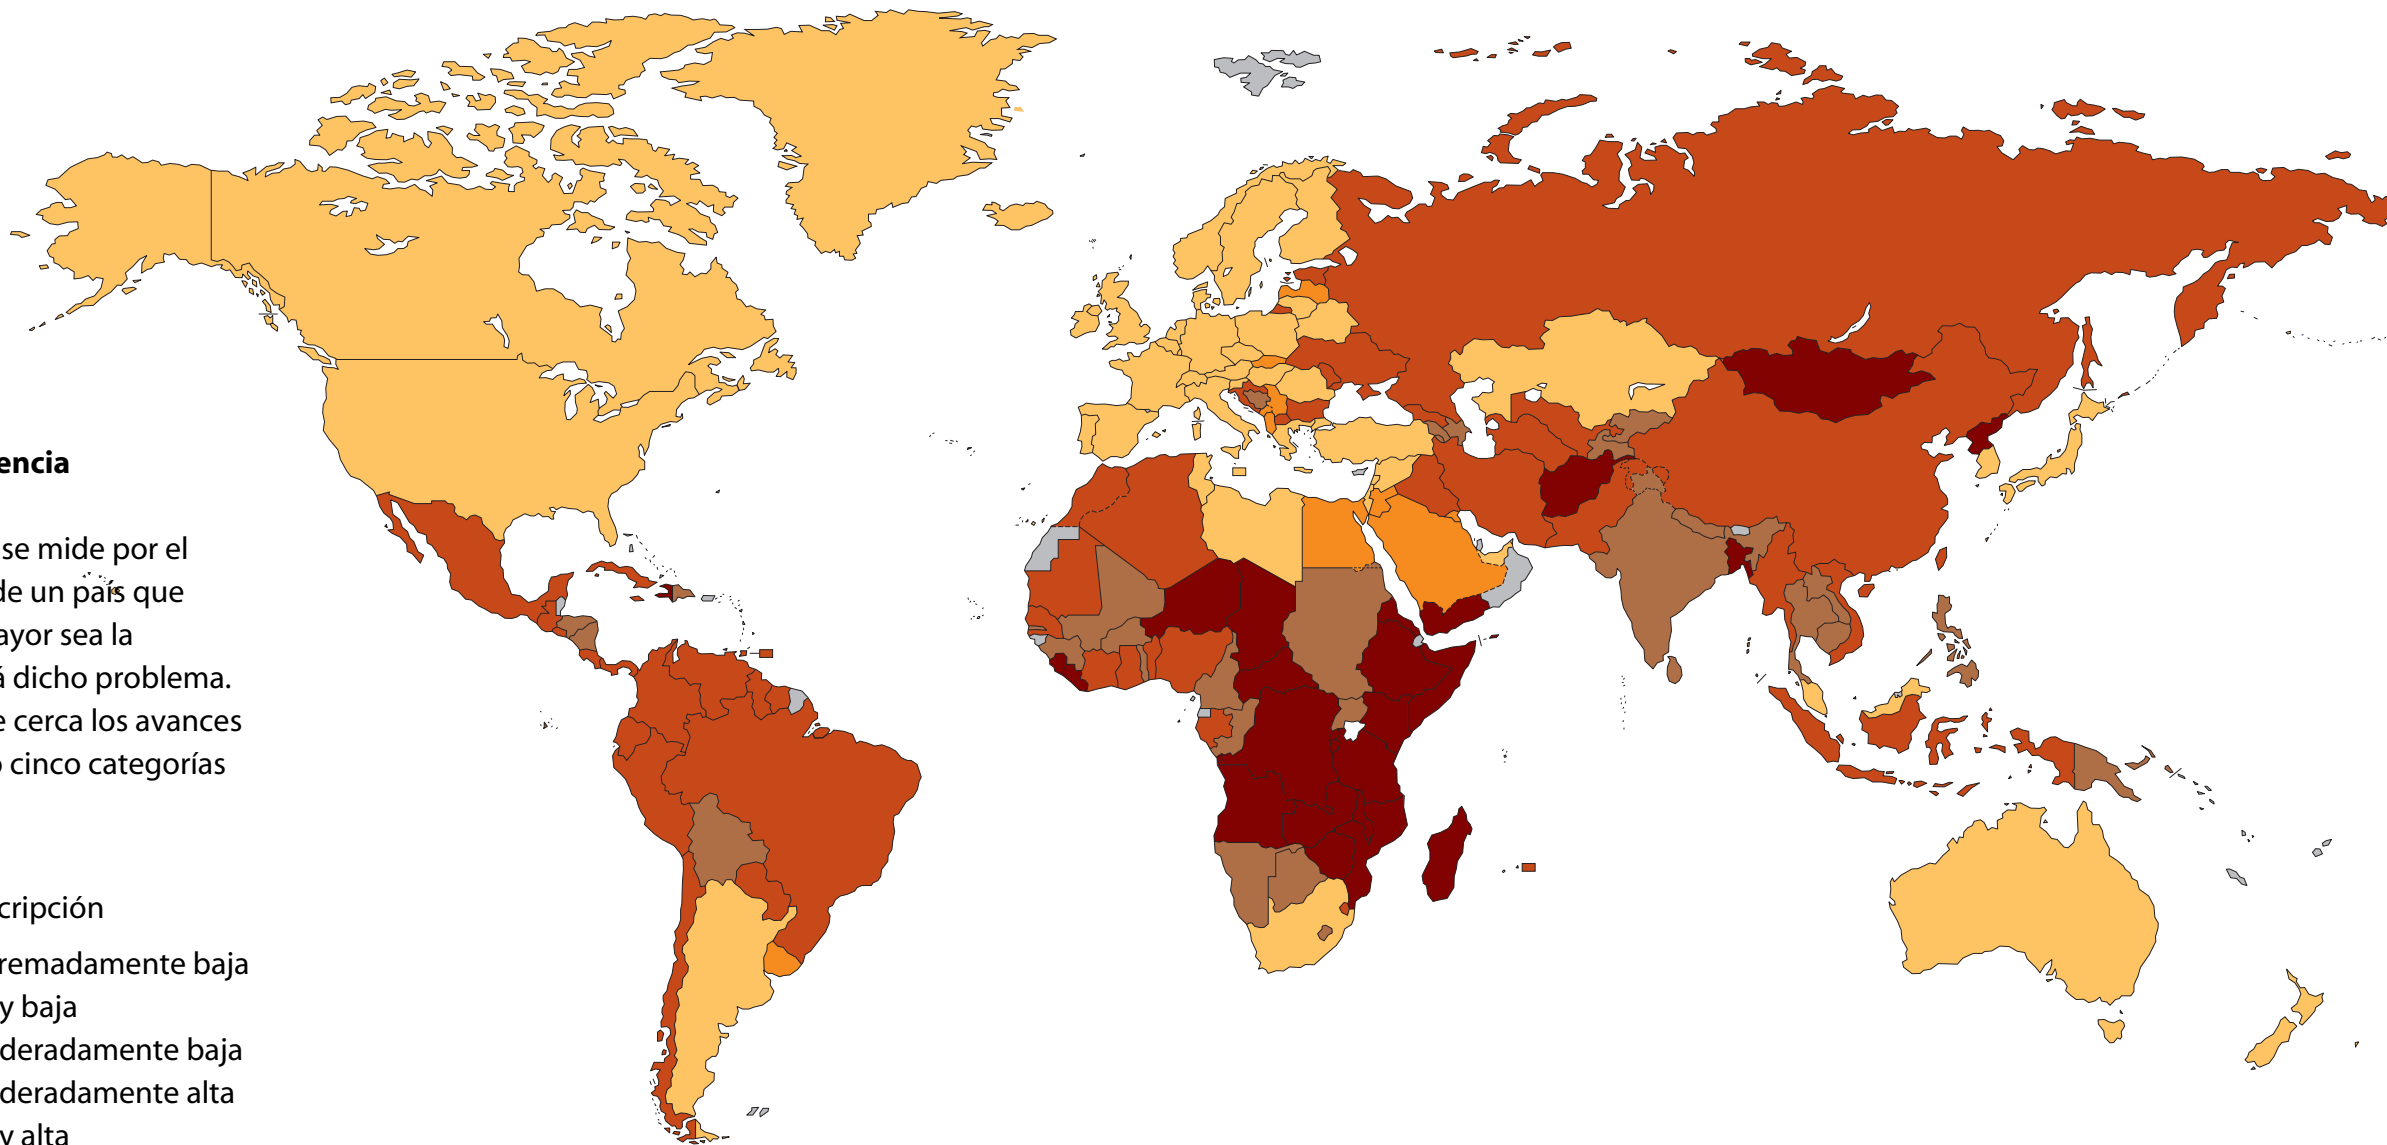 encia
se mide por el
de un país que
ayor sea la
á dicho problema.
e cerca los avances
o cinco categorías
cripción
remadamente baja
y baja
deradamente baja
deradamente alta
y alta